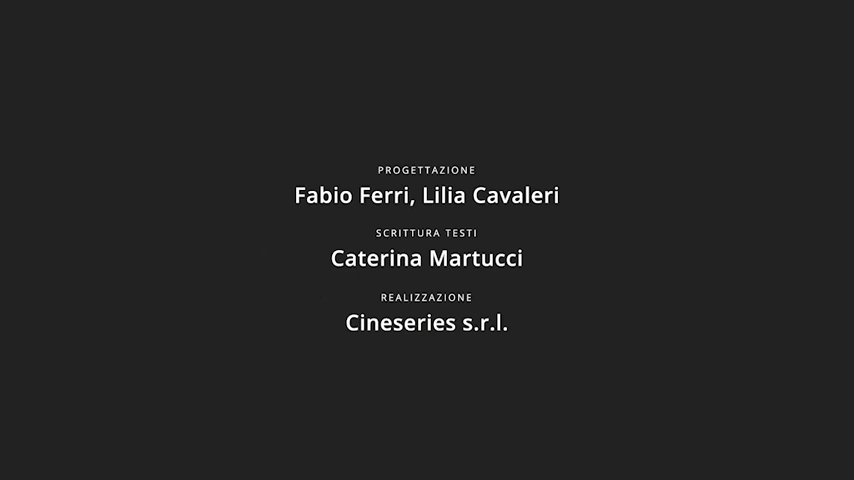 PROGETTAZIONE
Fabio Ferri, Lilia Cavaleri
SCRITTURA TESTI
Caterina Martucci
REALIZZAZIONE
Cineseries s.r.l.